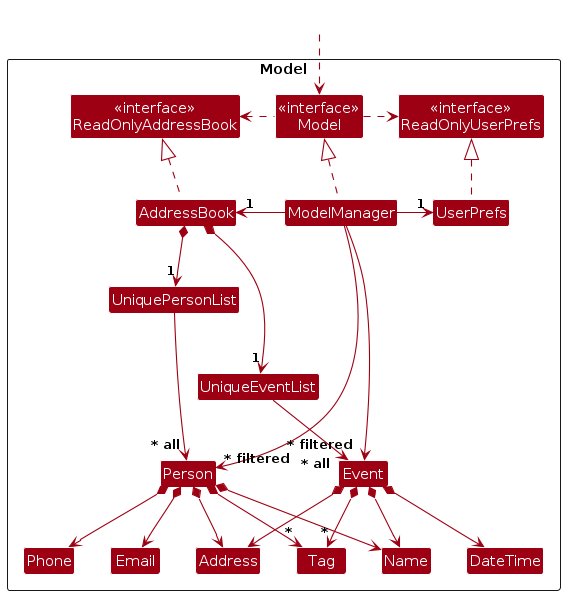 Model
«interface»
ReadOnlyAddressBook
«interface»
Model
«interface»
ReadOnlyUserPrefs
AddressBook
1
ModelManager
1
UserPrefs
1
UniquePersonList
1
UniqueEventList
* all
* filtered
* filtered
* all
Person
Event
*
*
Phone
Email
Address
Tag
Name
DateTime